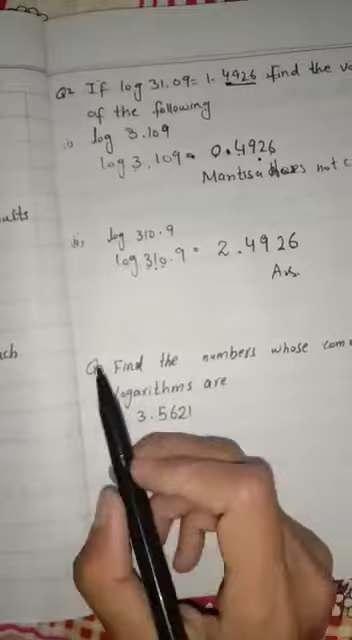 Q2 If log 31.09 = 1.4926 find the
of the following
i) log 3.109
log 3.109 = 0.4926
Mantisa does not
ii) log 310.9
log 310.9 = 2.4926
Ans.
Find the numbers whose
logarithms are
3.5621